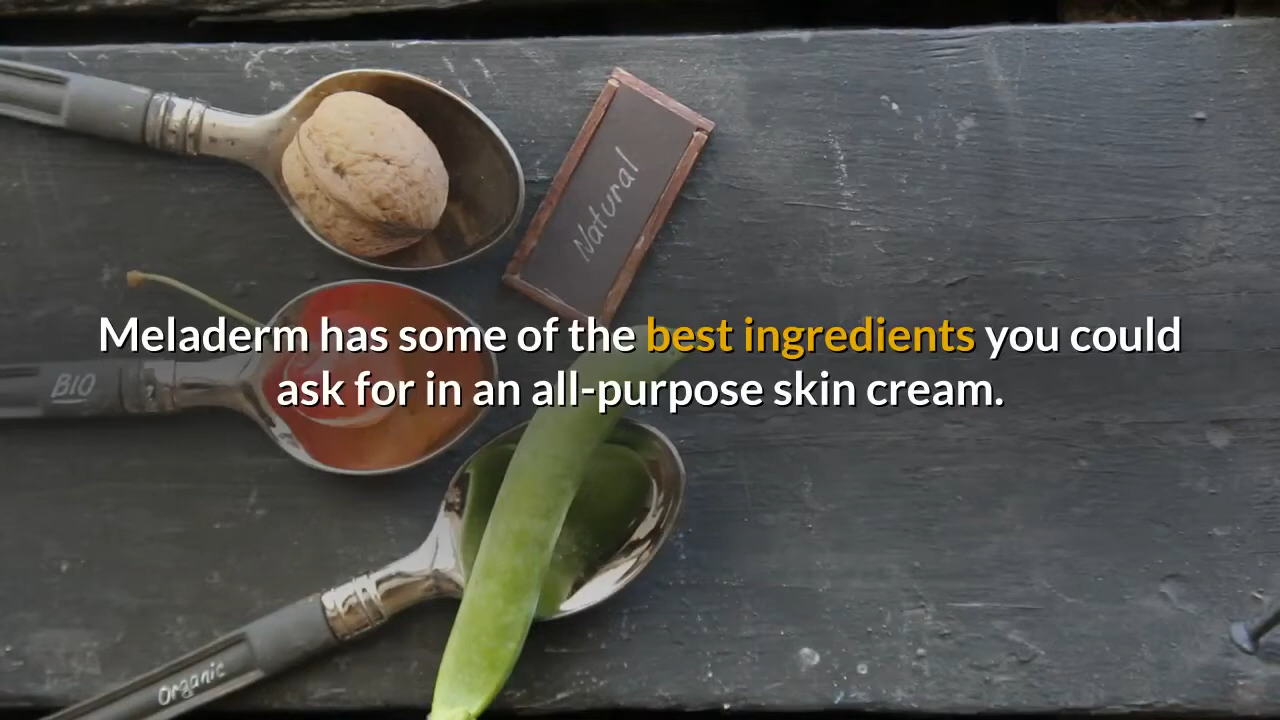 Natural
Meladerm has some of the best ingredients you could
ask for in an all-purpose skin cream.
BIO
Organic